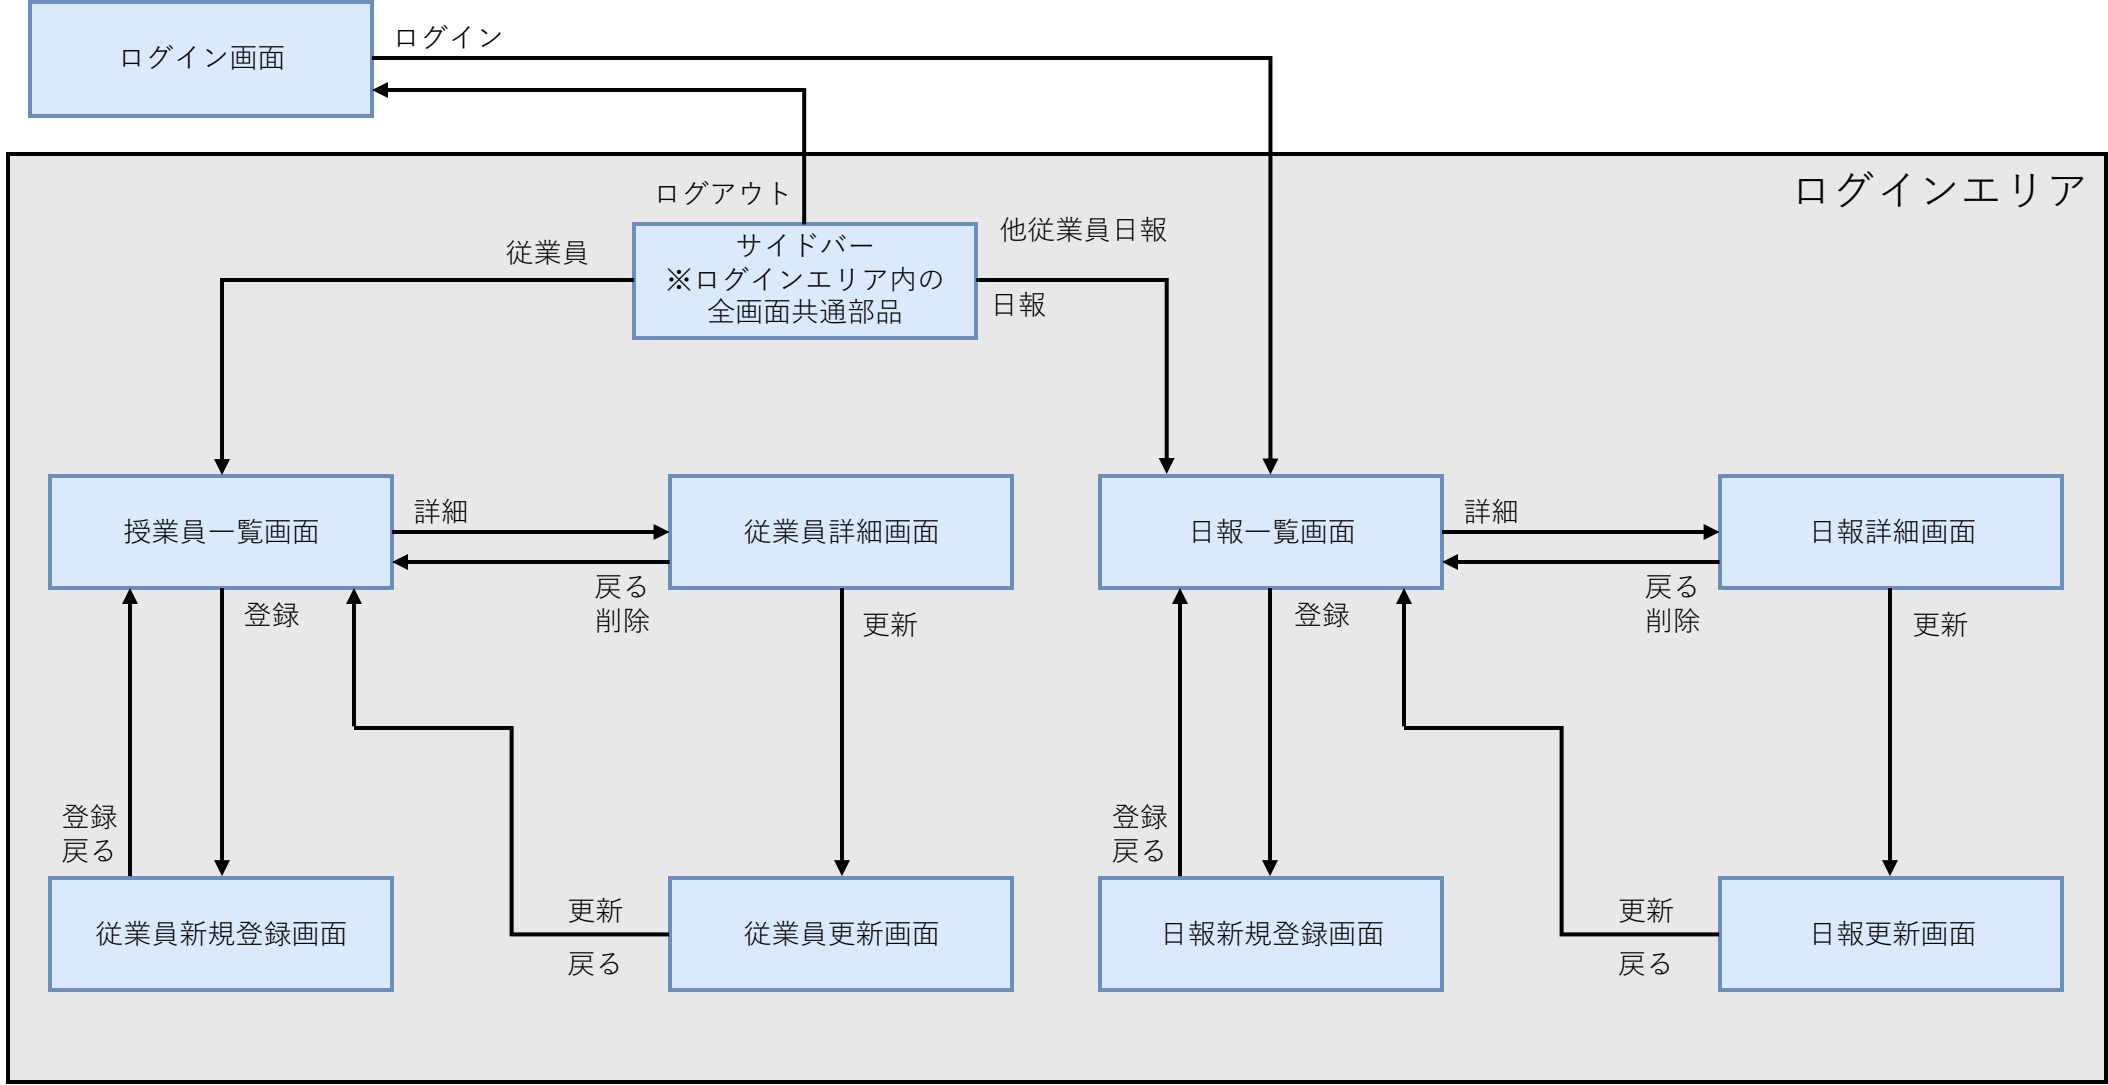 ログイン画面
ログイン
ログインエリア
ログアウト
従業員
サイドバー
※ログインエリア内の
全画面共通部品
他従業員日報
日報
授業員一覧画面
詳細
戻る
削除
従業員詳細画面
日報一覧画面
詳細
戻る
削除
日報詳細画面
登録
更新
登録
更新
登録
戻る
登録
戻る
従業員新規登録画面
更新
戻る
従業員更新画面
日報新規登録画面
更新
戻る
日報更新画面